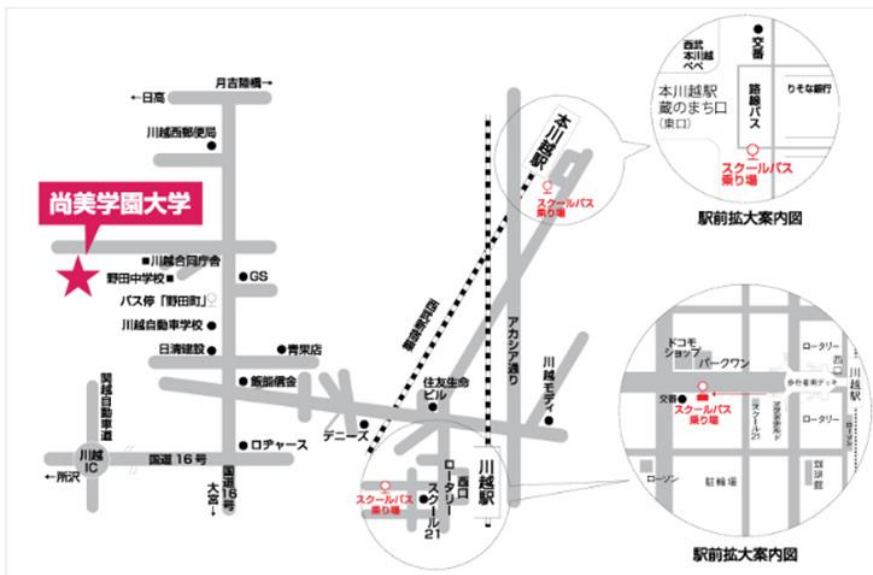 月吉陸橋→
←日高
川越西郵便局
尚美学園大学
■川越合同庁舎
野田中学校■
GS
バス停「野田町」
川越自動車学校
日清建設
青果店
飯能信金
関越自動車道
川越
IC
←所沢
国道16号
ロヂャース
国道16号
大宮→
デニーズ
西武新宿線
住友生命
ビル
川越モディ
アカシア通り
本川越駅
スクールバス
乗り場
川越駅
西口
ロータリー
スクール21
スクールバス
乗り場
西武
本川越
ペペ
交番
本川越駅
蔵のまち口
(東口)
路線バス
りそな銀行
スクールバス
乗り場
駅前拡大案内図
ドコモ
ショップ
パークワン
ロータリー
西口
川越駅
歩行者用デッキ
交番
スクールバス
乗り場
スクール21
ロータリー
ローソン
駐輪場
駅前拡大案内図